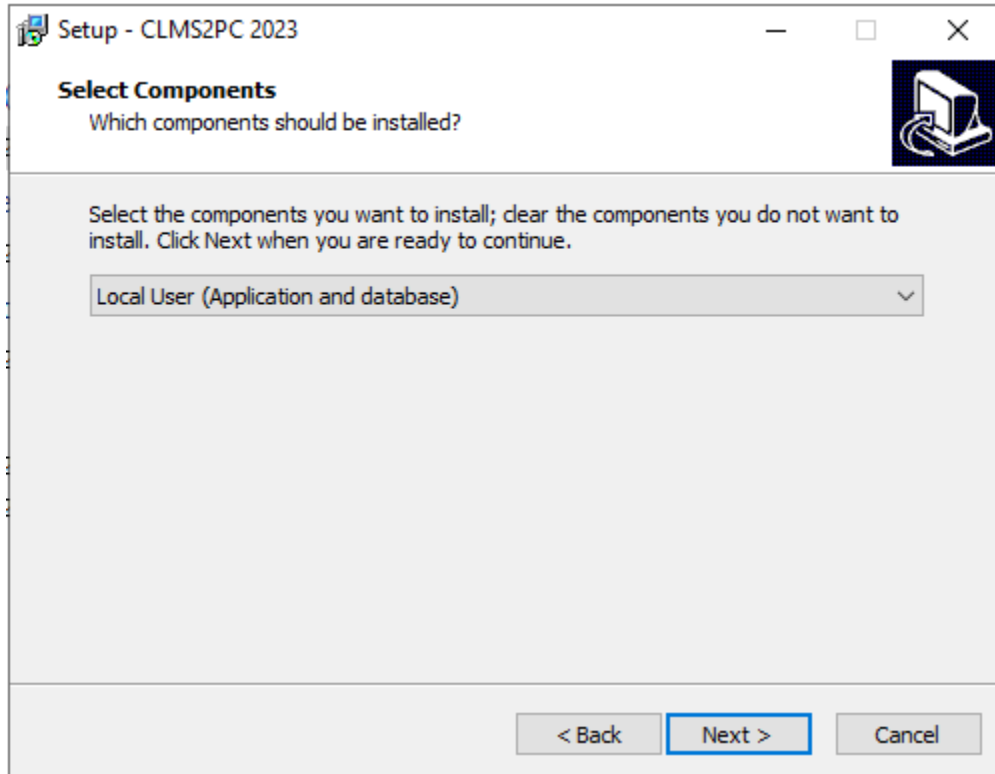 Setup - CLMS2PC 2023
Select Components
Which components should be installed?
Select the components you want to install; clear the components you do not want to
install. Click Next when you are ready to continue.
Local User (Application and database)
< Back
Next >
Cancel